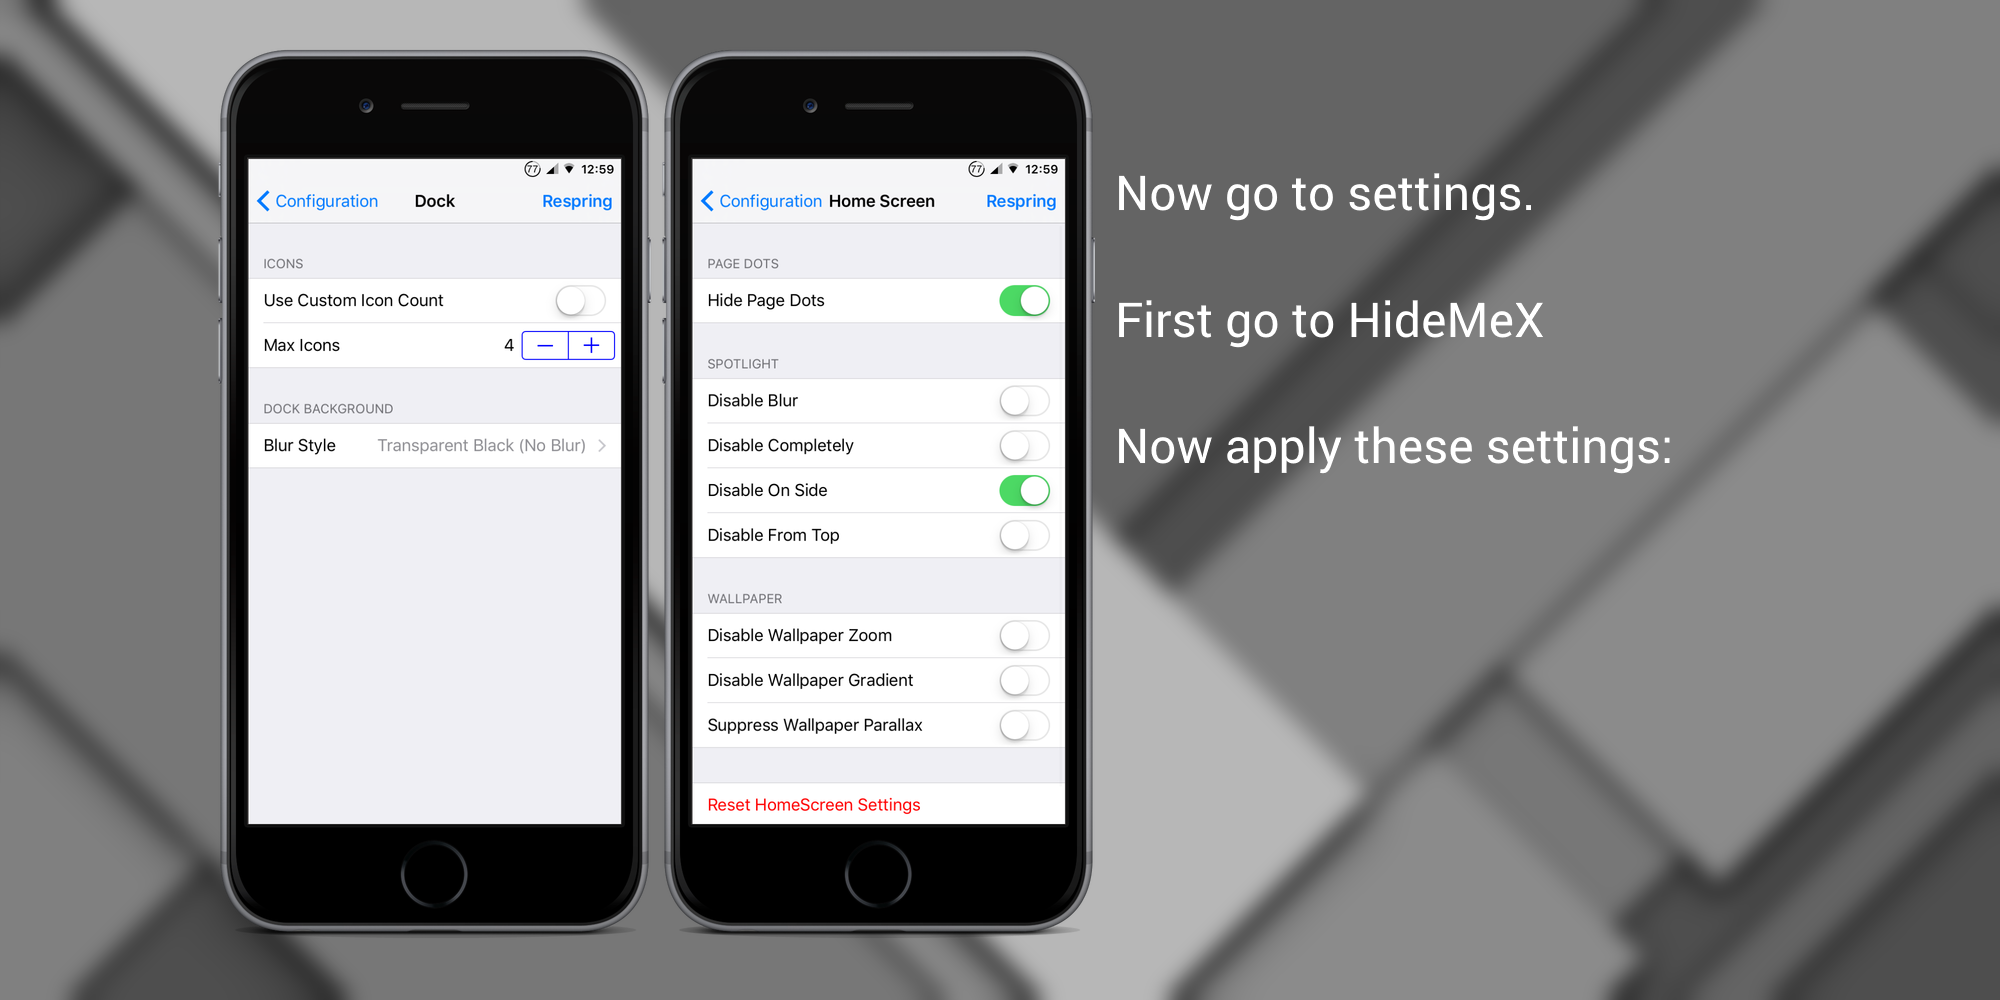 77 12:59
Configuration Dock Respring
ICONS
Use Custom Icon Count
Max Icons 4 − +
DOCK BACKGROUND
Blur Style Transparent Black (No Blur)
77 12:59
Configuration Home Screen Respring
PAGE DOTS
Hide Page Dots
SPOTLIGHT
Disable Blur
Disable Completely
Disable On Side
Disable From Top
WALLPAPER
Disable Wallpaper Zoom
Disable Wallpaper Gradient
Suppress Wallpaper Parallax
Reset HomeScreen Settings
Now go to settings.
First go to HideMeX
Now apply these settings: